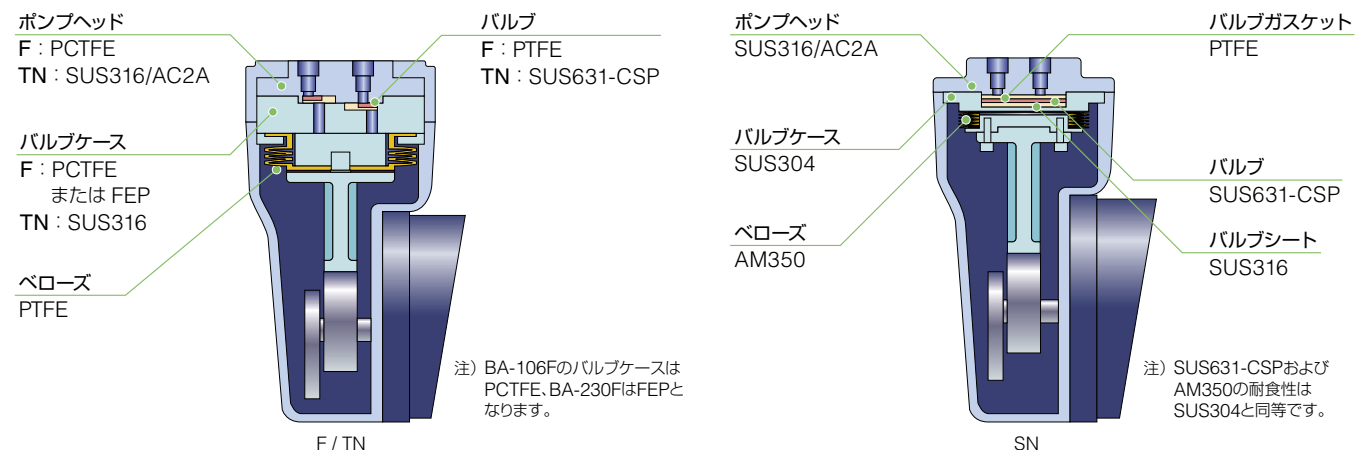 ポンプヘッド
F：PCTFE
TN：SUS316/AC2A
バルブ
F：PTFE
TN：SUS631-CSP
バルブケース
F：PCTFE
または FEP
TN：SUS316
ベローズ
PTFE
注）BA-106Fのバルブケースは
PCTFE、BA-230FはFEPと
なります。
F / TN
ポンプヘッド
SUS316/AC2A
バルブガスケット
PTFE
バルブケース
SUS304
バルブ
SUS631-CSP
ベローズ
AM350
バルブシート
SUS316
注）SUS631-CSPおよび
AM350の耐食性は
SUS304と同等です。
SN